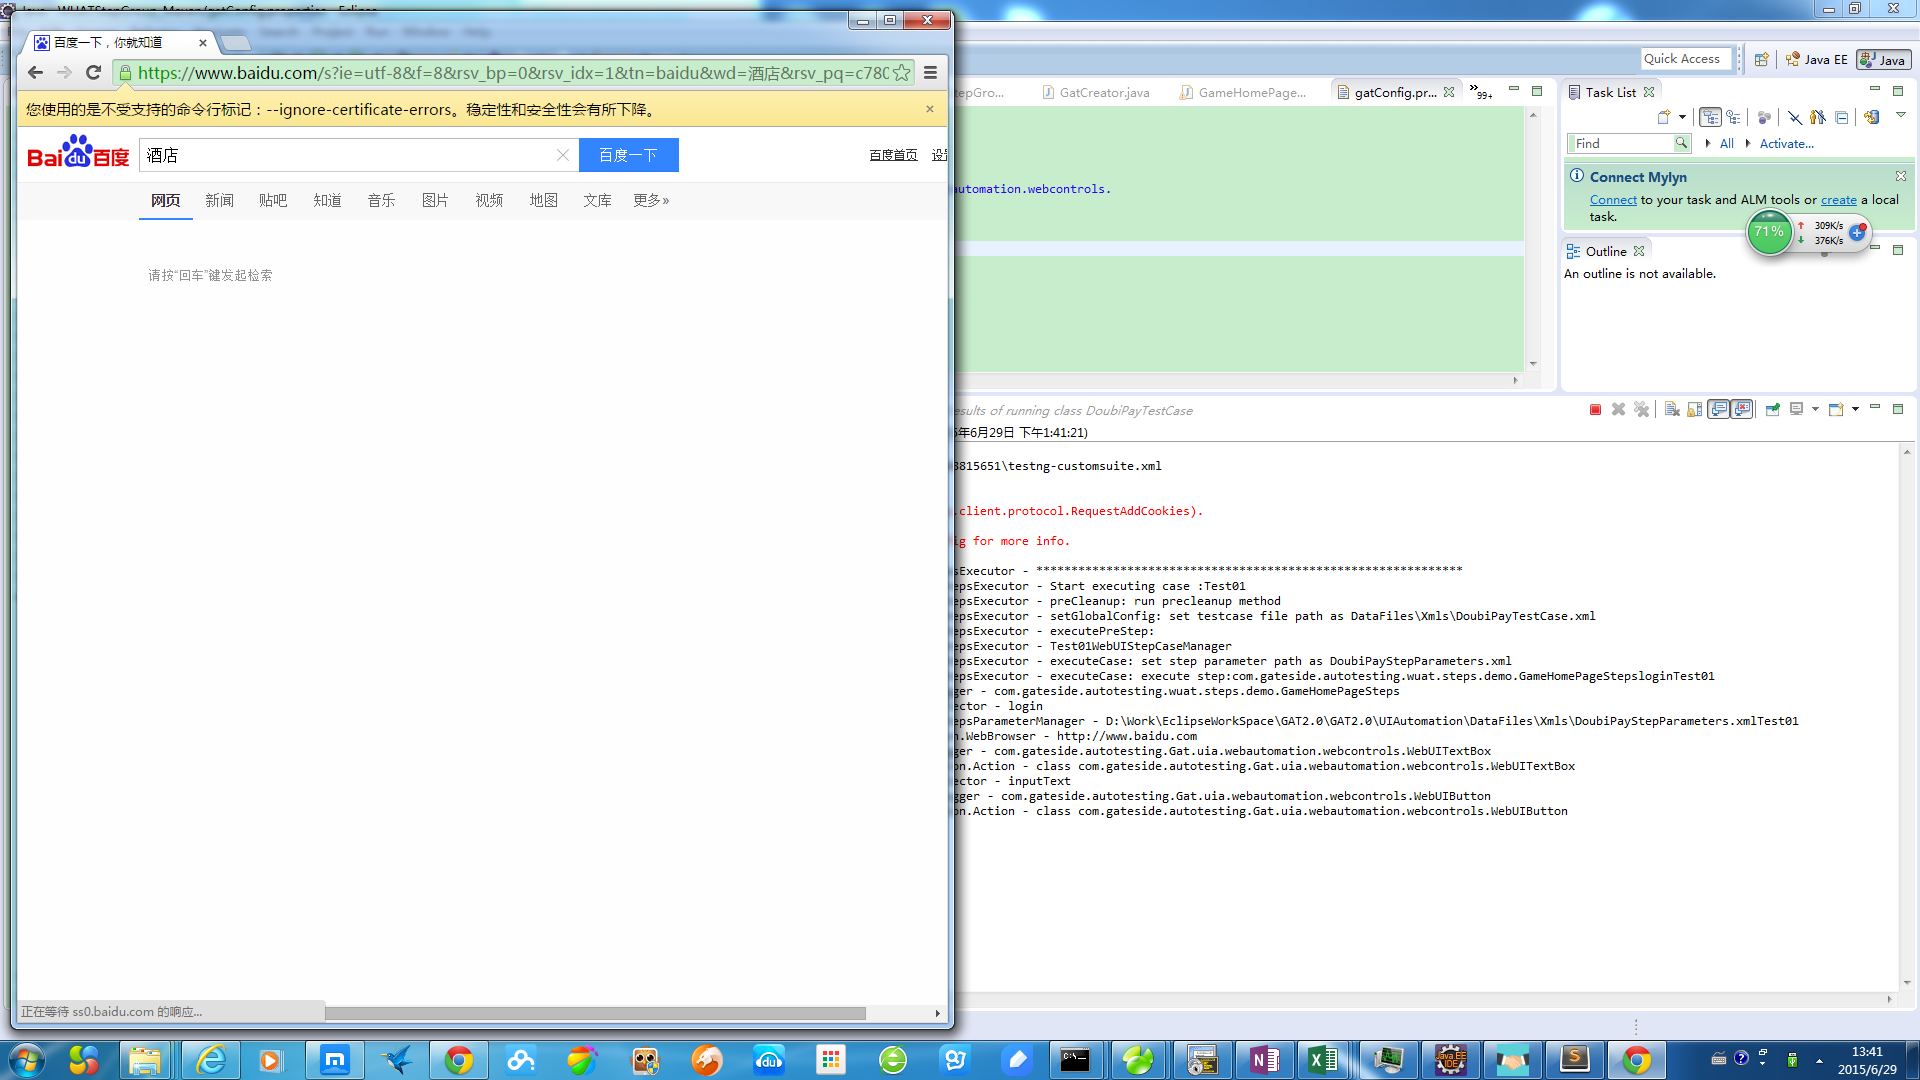 百度一下，你就知道
https://www.baidu.com/s?ie=utf-8&f=8&rsv_bp=0&rsv_idx=1&tn=baidu&wd=酒店&rsv_pq=c780
您使用的是不受支持的命令行标记：--ignore-certificate-errors。稳定性和安全性会有所下降。
Bai du 百度
酒店
百度一下
百度首页
网页 新闻 贴吧 知道 音乐 图片 视频 地图 文库 更多»
请按“回车”键发起检索
正在等待 ss0.baidu.com 的响应...
Quick Access
Java EE
Java
GatCreator.java
GameHomePage...
gatConfig.pr...
99+
utomation.webcontrols.
Task List
Find
All
Activate...
Connect Mylyn
Connect to your task and ALM tools or create a local
task.
71%
309K/s
376K/s
Outline
An outline is not available.
esults of running class DoubiPayTestCase
年6月29日 下午1:41:21)
3815651\testng-customsuite.xml
.client.protocol.RequestAddCookies).
ig for more info.
sExecutor - *************************************************************
epsExecutor - Start executing case :Test01
epsExecutor - preCleanup: run precleanup method
epsExecutor - setGlobalConfig: set testcase file path as DataFiles\Xmls\DoubiPayTestCase.xml
epsExecutor - executePreStep:
epsExecutor - Test01WebUIStepCaseManager
epsExecutor - executeCase: set step parameter path as DoubiPayStepParameters.xml
epsExecutor - executeCase: execute step:com.gateside.autotesting.wuat.steps.demo.GameHomePageStepsloginTest01
ger - com.gateside.autotesting.wuat.steps.demo.GameHomePageSteps
ector - login
epsParameterManager - D:\Work\EclipseWorkSpace\GAT2.0\GAT2.0\UIAutomation\DataFiles\Xmls\DoubiPayStepParameters.xmlTest01
n.WebBrowser - http://www.baidu.com
ger - com.gateside.autotesting.Gat.uia.webautomation.webcontrols.WebUITextBox
on.Action - class com.gateside.autotesting.Gat.uia.webautomation.webcontrols.WebUITextBox
ector - inputText
gger - com.gateside.autotesting.Gat.uia.webautomation.webcontrols.WebUIButton
on.Action - class com.gateside.autotesting.Gat.uia.webautomation.webcontrols.WebUIButton
13:41
2015/6/29